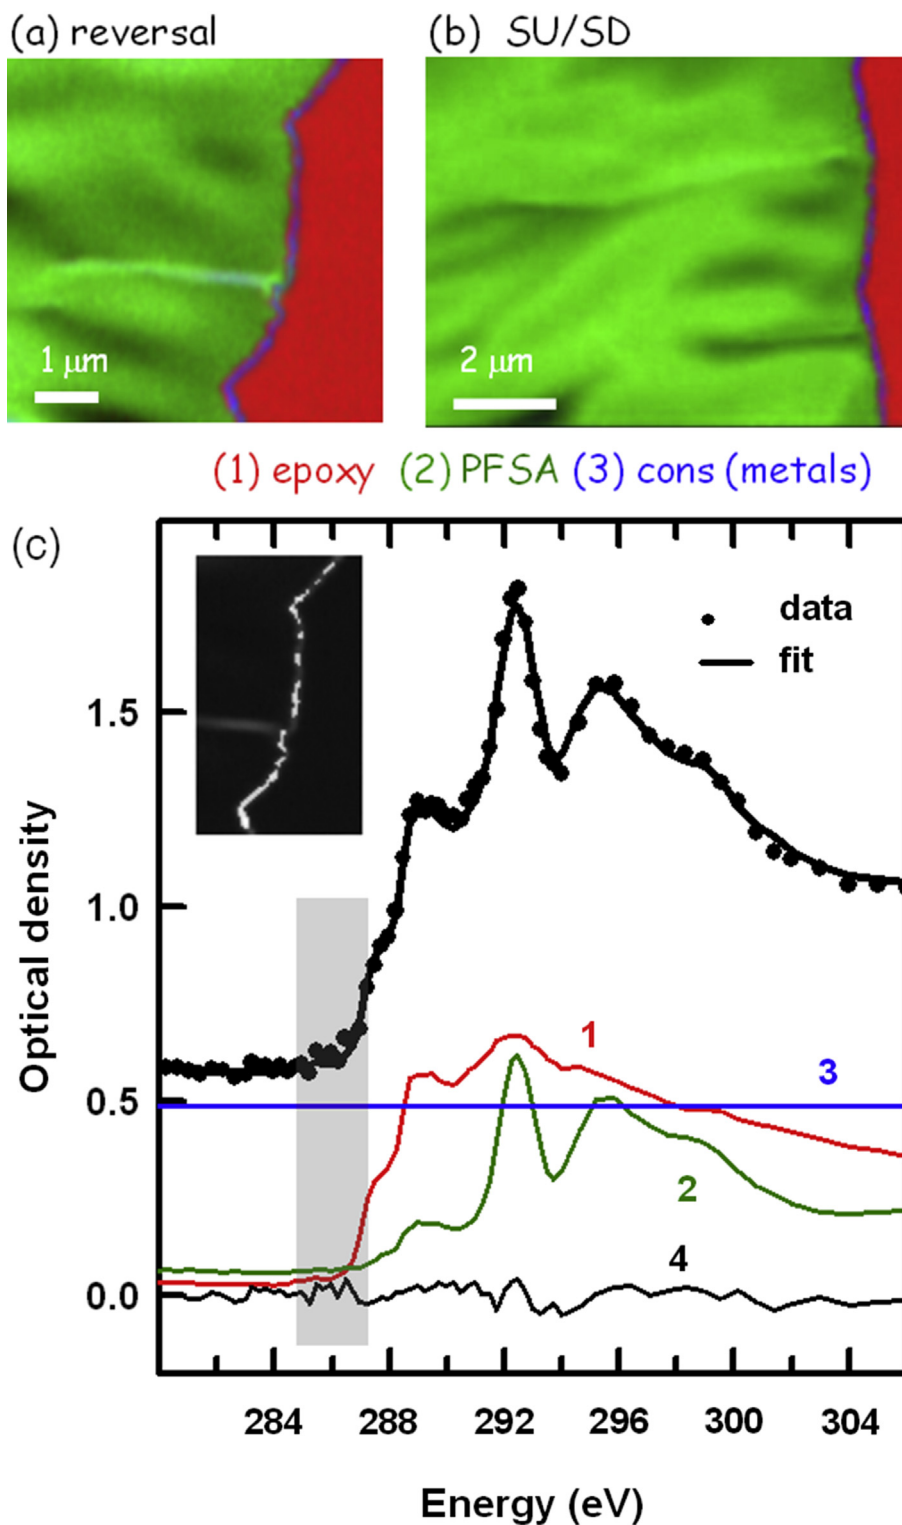 (a) reversal
(b) SU/SD
1 μm
2 μm
(1) epoxy (2) PFSA (3) cons (metals)
(c)
data
fit
1.5
1.0
0.5
0.0
1
3
2
4
Optical density
284 288 292 296 300 304
Energy (eV)